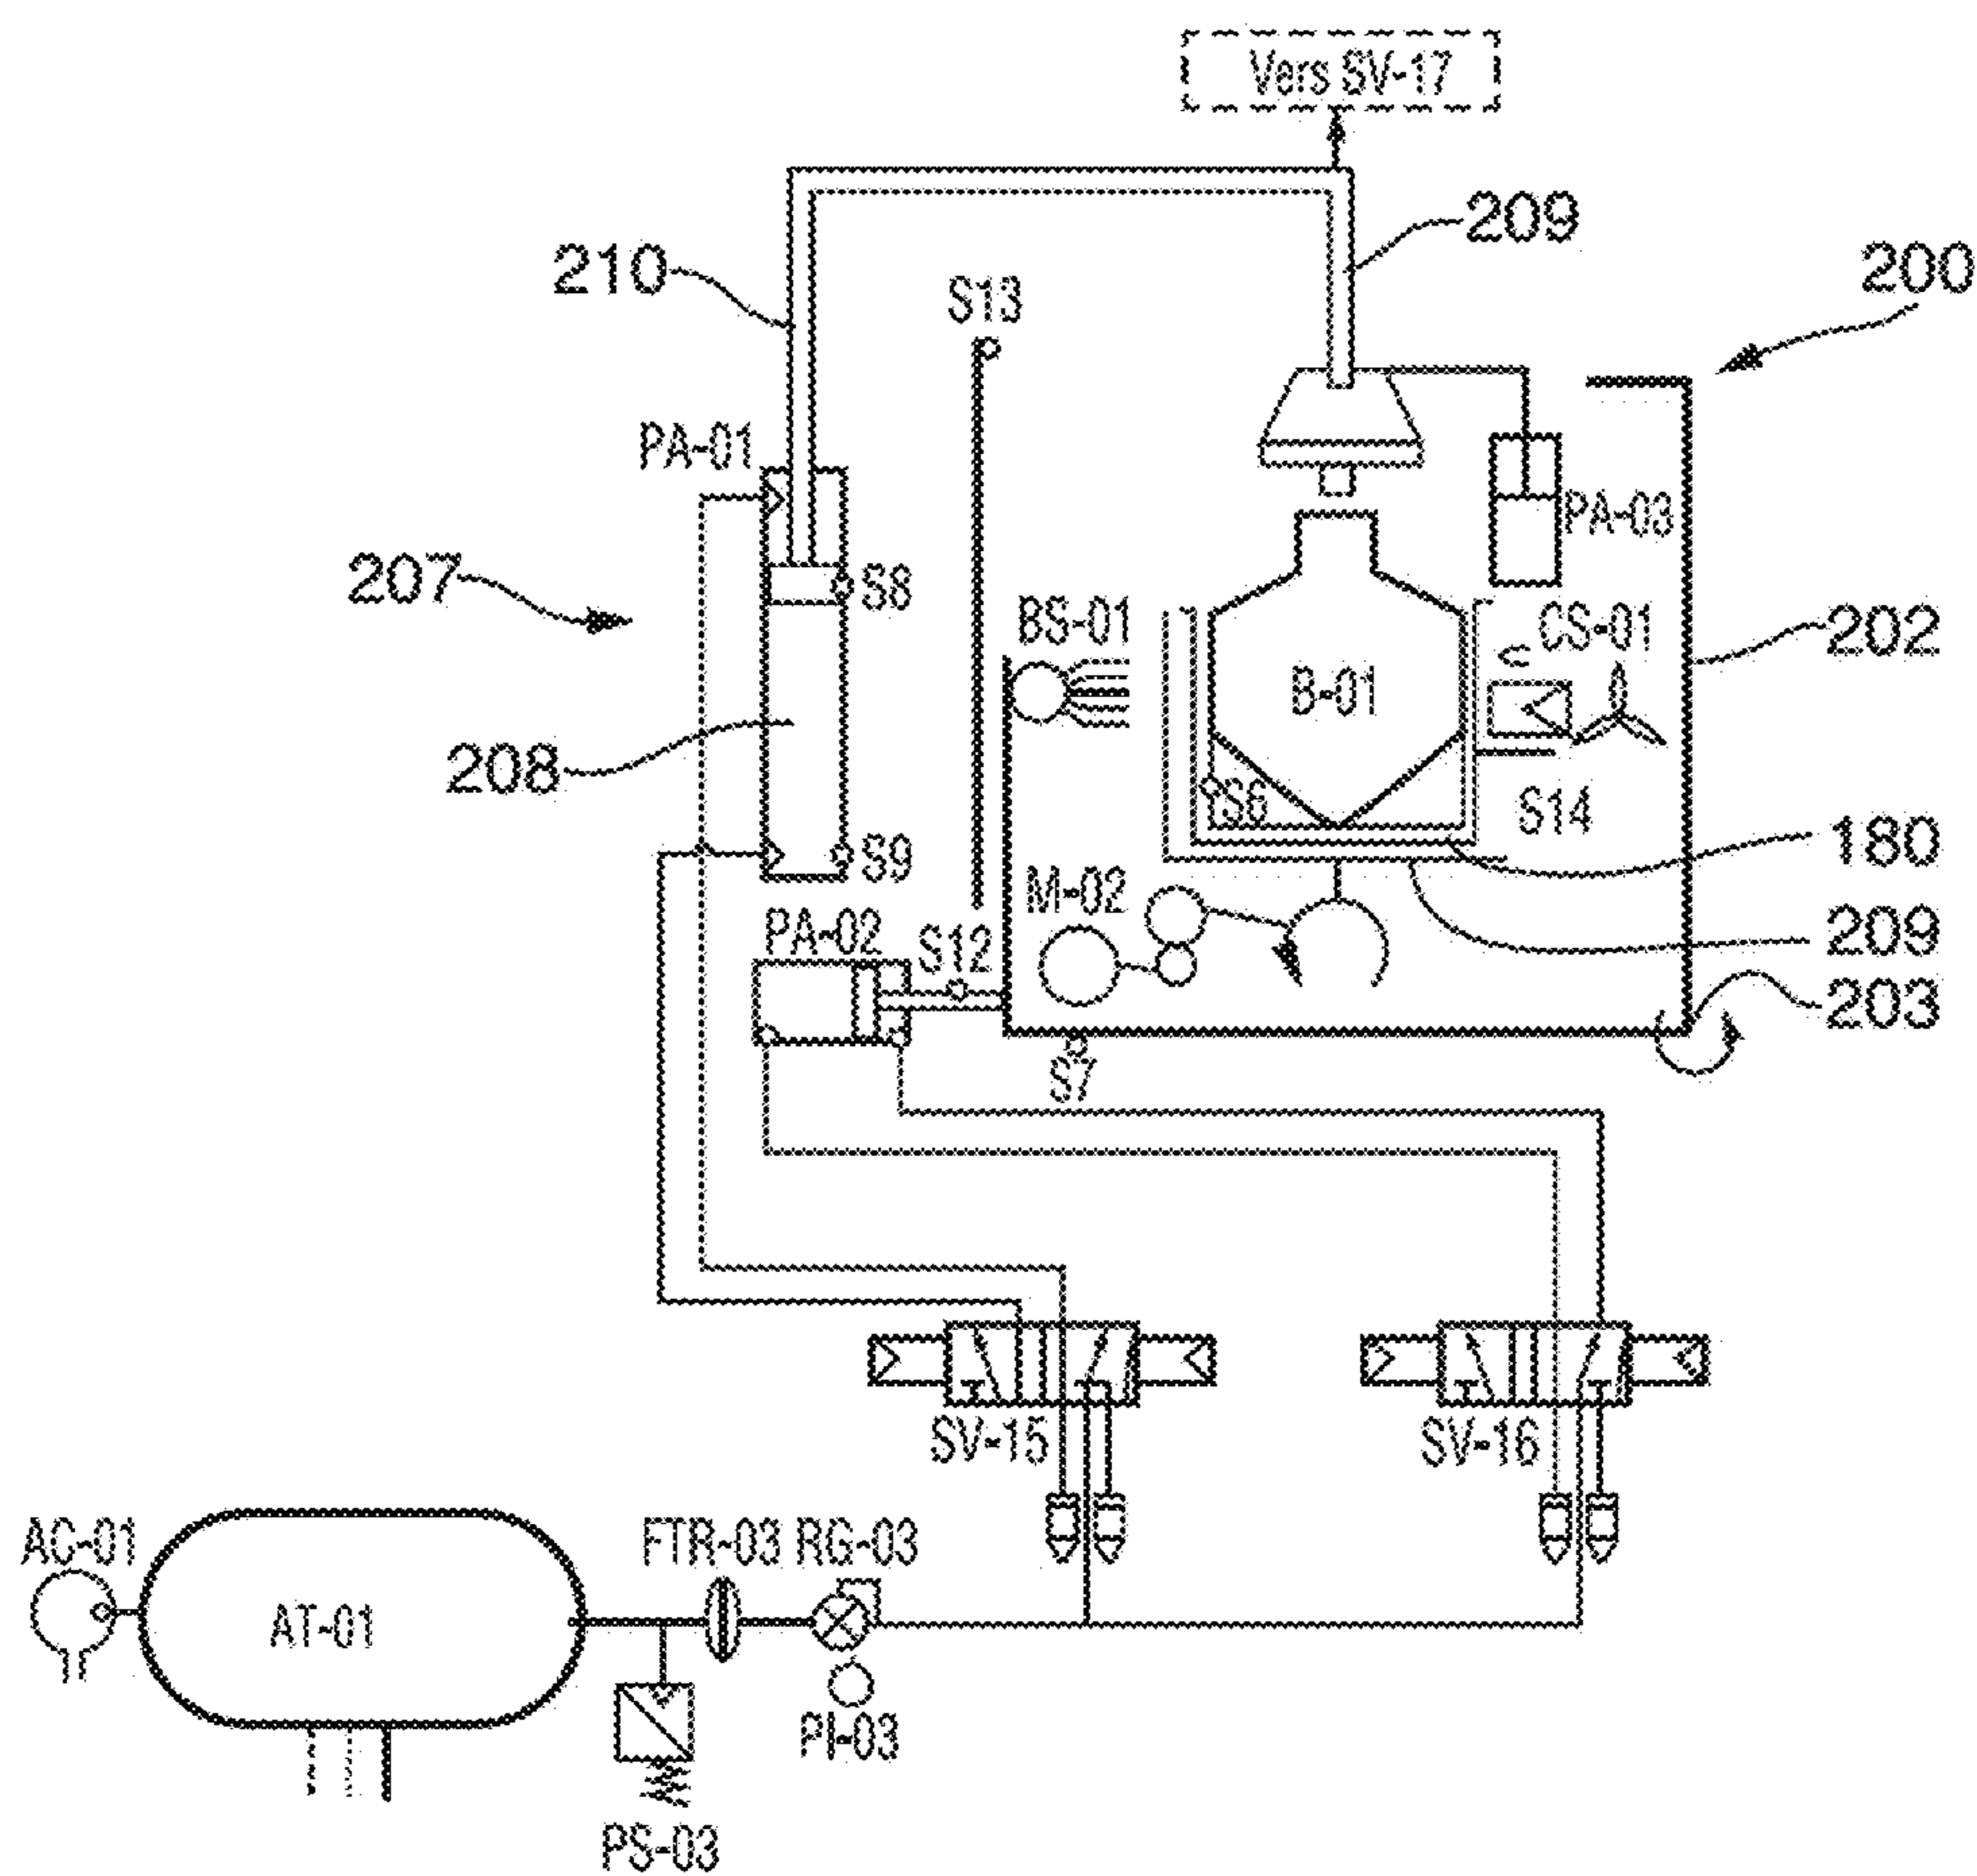 Vers SV-17
209
210
200
S13
PA-01
PA-03
207
S8
BS-01
CS-01
202
B-01
208
S6
S14
S9
180
M-02
PA-02
S12
209
203
S7
SV-15
SV-16
AC-01
FTR-03
RG-03
AT-01
PI-03
PS-03